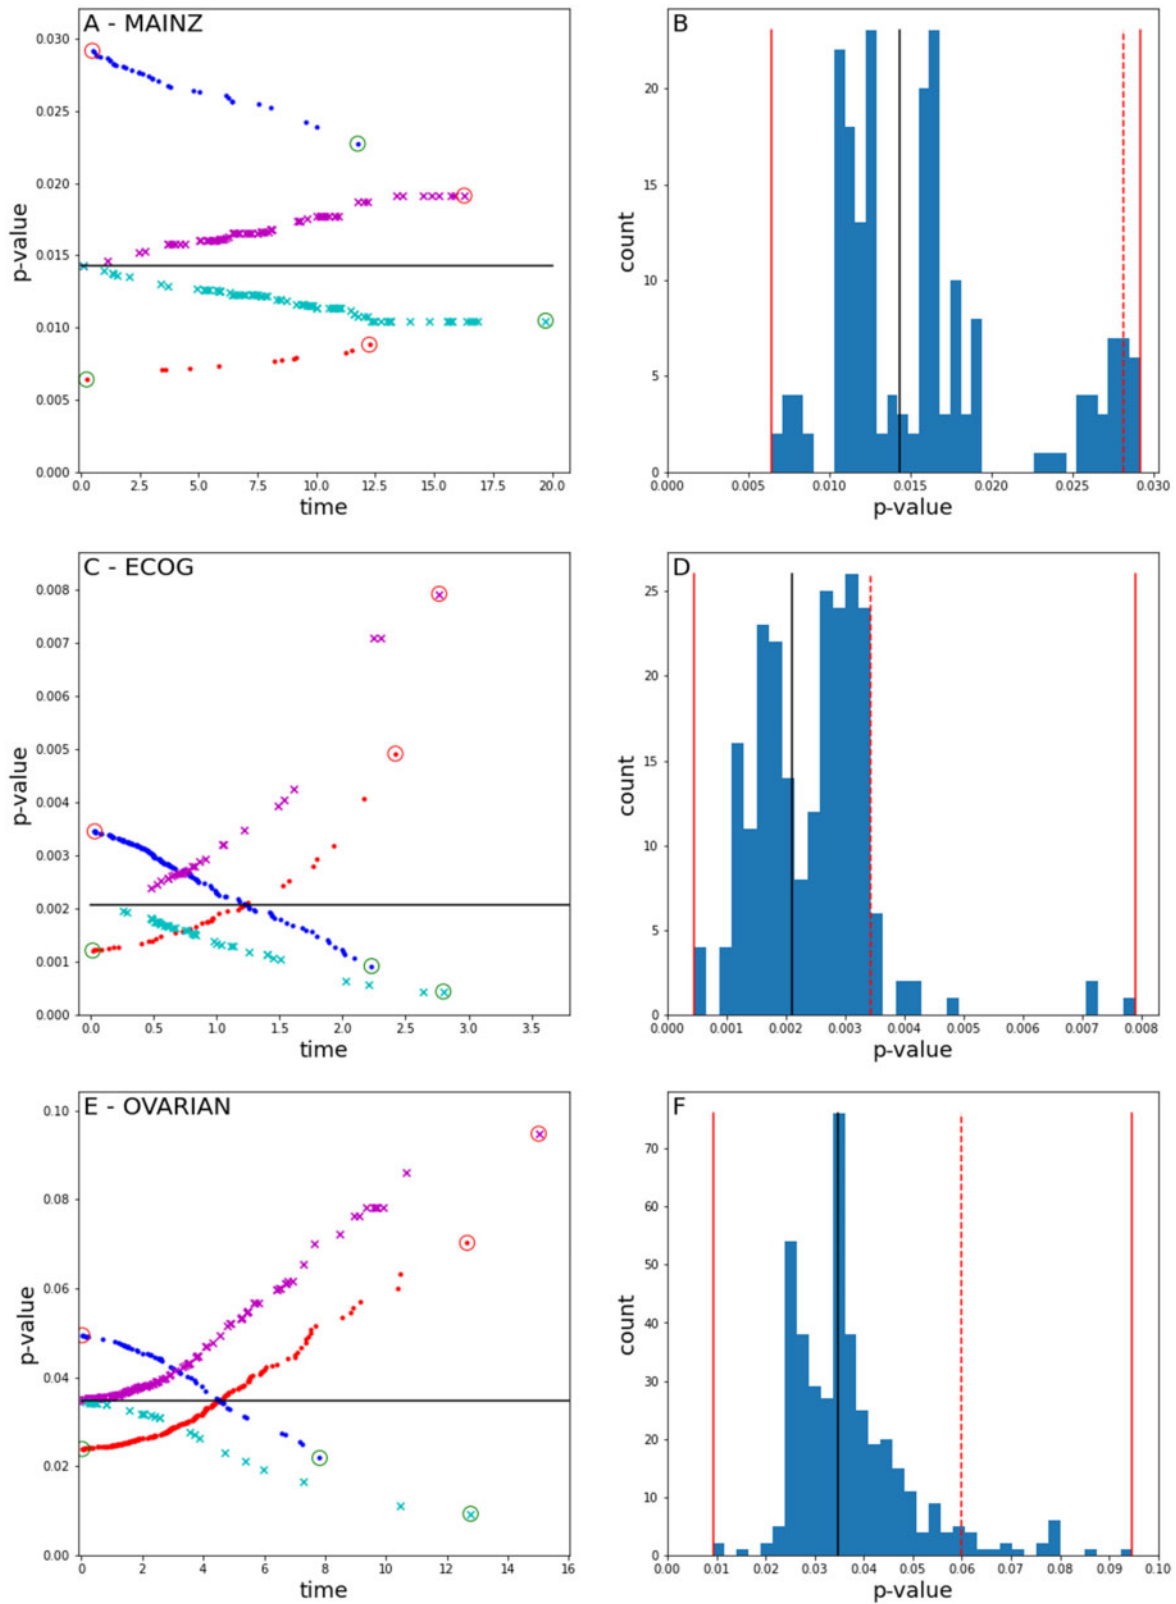 A - MAINZ
0.030
0.025
0.020
0.015
0.010
0.005
0.000
p-value
0.0 2.5 5.0 7.5 10.0 12.5 15.0 17.5 20.0
time
B
20
15
10
5
0
count
0.000 0.005 0.010 0.015 0.020 0.025 0.030
p-value
C - ECOG
0.008
0.007
0.006
0.005
0.004
0.003
0.002
0.001
0.000
p-value
0.0 0.5 1.0 1.5 2.0 2.5 3.0 3.5
time
D
25
20
15
10
5
0
count
0.000 0.001 0.002 0.003 0.004 0.005 0.006 0.007 0.008
p-value
E - OVARIAN
0.10
0.08
0.06
0.04
0.02
0.00
p-value
0 2 4 6 8 10 12 14 16
time
F
70
60
50
40
30
20
10
0
count
0.00 0.01 0.02 0.03 0.04 0.05 0.06 0.07 0.08 0.09 0.10
p-value